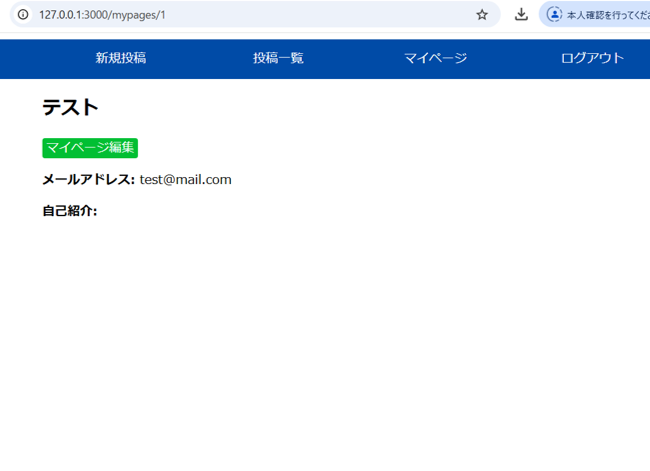 127.0.0.1:3000/mypages/1 本人確認を行ってくだ
新規投稿 投稿一覧 マイページ ログアウト
テスト
マイページ編集
メールアドレス: test@mail.com
自己紹介: